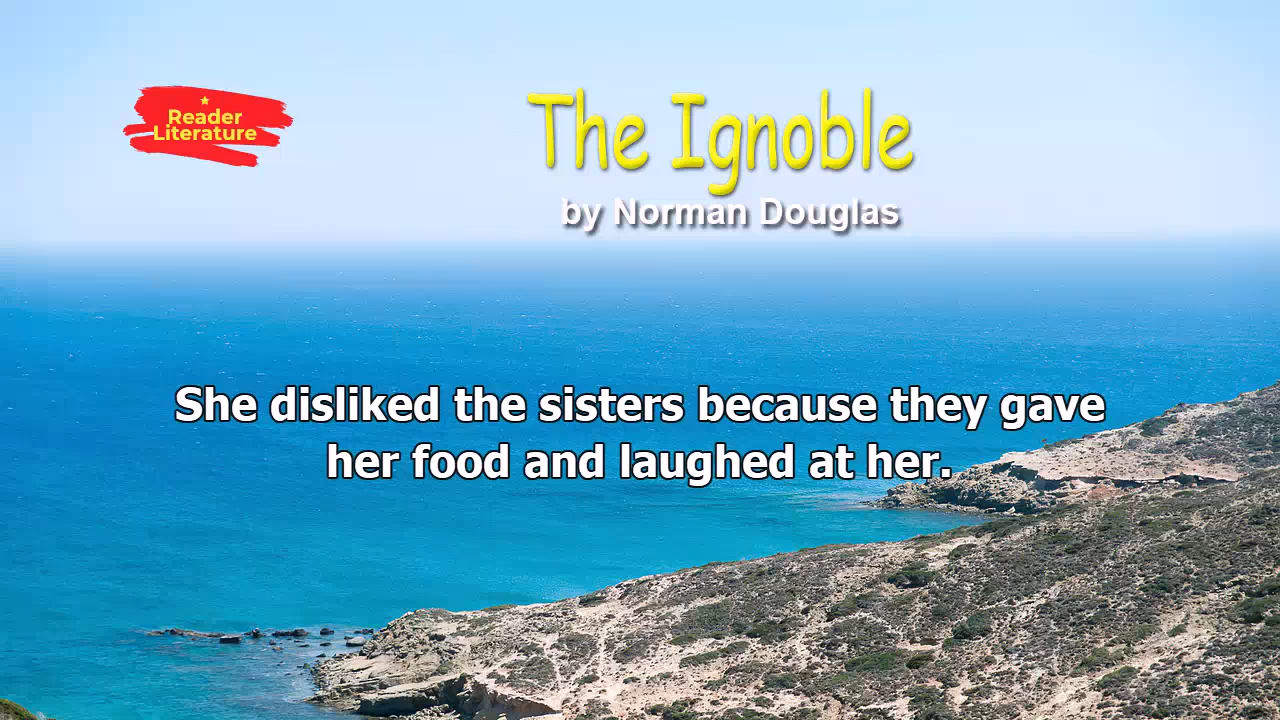 Reader
Literature
The Ignoble
by Norman Douglas
She disliked the sisters because they gave
her food and laughed at her.